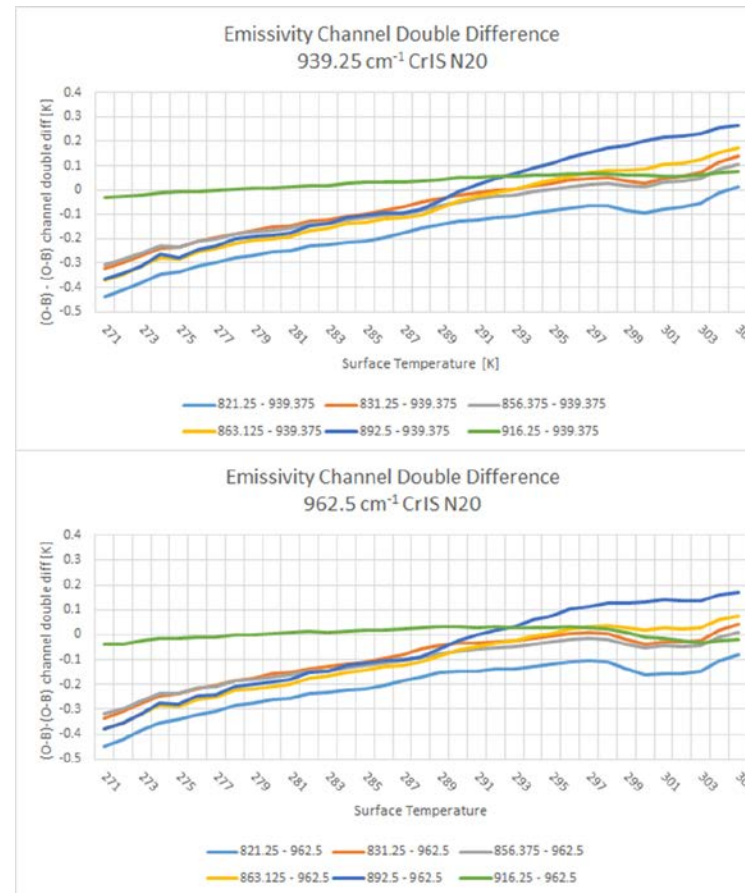 Emissivity Channel Double Difference
939.25 cm⁻¹ CrIS N20
0.4
0.3
0.2
0.1
0
-0.1
-0.2
-0.3
-0.4
-0.5
(O-B) - (O-B) channel double diff [K]
271 273 275 277 279 281 283 285 287 289 291 293 295 297 299 301 303 30
Surface Temperature [K]
821.25 - 939.375 831.25 - 939.375 856.375 - 939.375
863.125 - 939.375 892.5 - 939.375 916.25 - 939.375
Emissivity Channel Double Difference
962.5 cm⁻¹ CrIS N20
0.4
0.3
0.2
0.1
0
-0.1
-0.2
-0.3
-0.4
-0.5
(O-B)-(O-B) channel double diff [K]
271 273 275 277 279 281 283 285 287 289 291 293 295 297 299 301 303 30
Surface Temperature
821.25 - 962.5 831.25 - 962.5 856.375 - 962.5
863.125 - 962.5 892.5 - 962.5 916.25 - 962.5